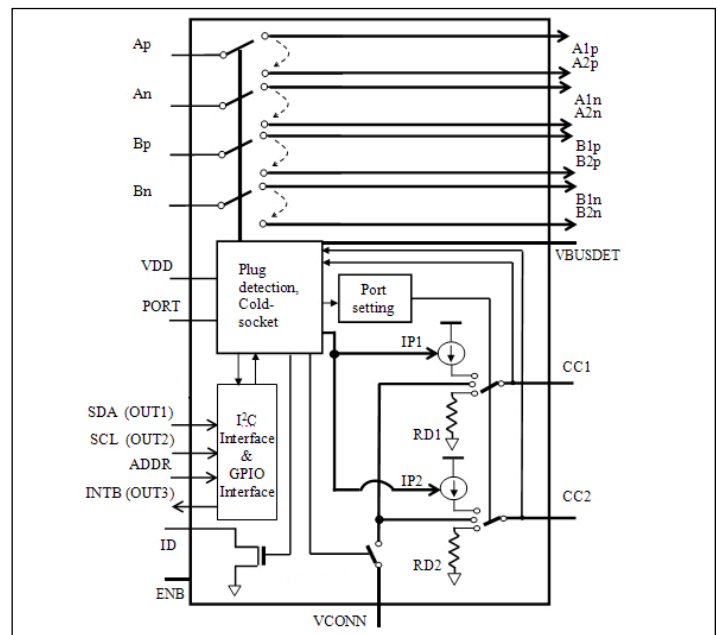 Ap
A1p
A2p
An
A1n
A2n
Bp
B1p
B2p
Bn
B1n
B2n
VBUSDET
VDD
PORT
Plug
detection,
Cold-
socket
Port
setting
IP1
CC1
RD1
SDA (OUT1)
SCL (OUT2)
ADDR
INTB (OUT3)
I²C
Interface
&
GPIO
Interface
IP2
CC2
RD2
ID
ENB
VCONN